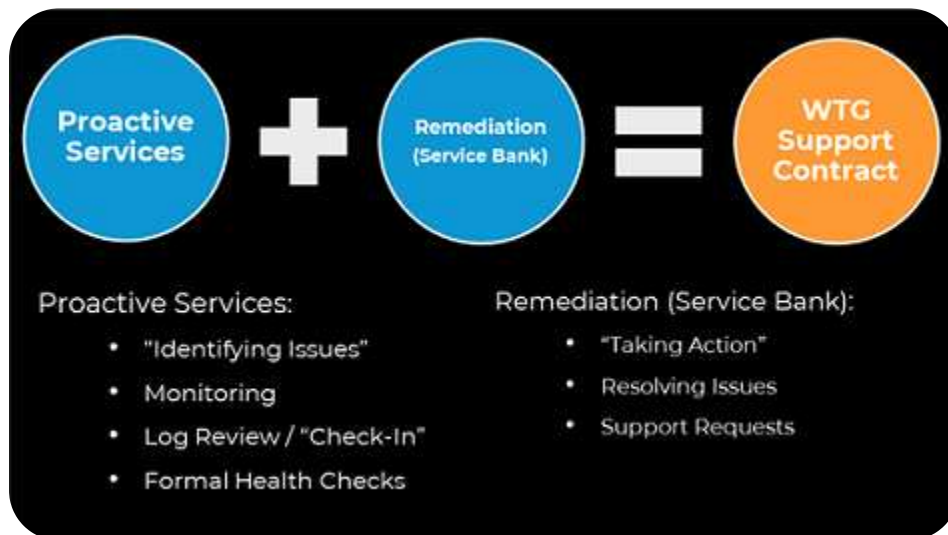 Proactive
Services
Remediation
(Service Bank)
WTG
Support
Contract
Proactive Services:
• "Identifying Issues"
• Monitoring
• Log Review / "Check-In"
• Formal Health Checks
Remediation (Service Bank):
• "Taking Action"
• Resolving Issues
• Support Requests